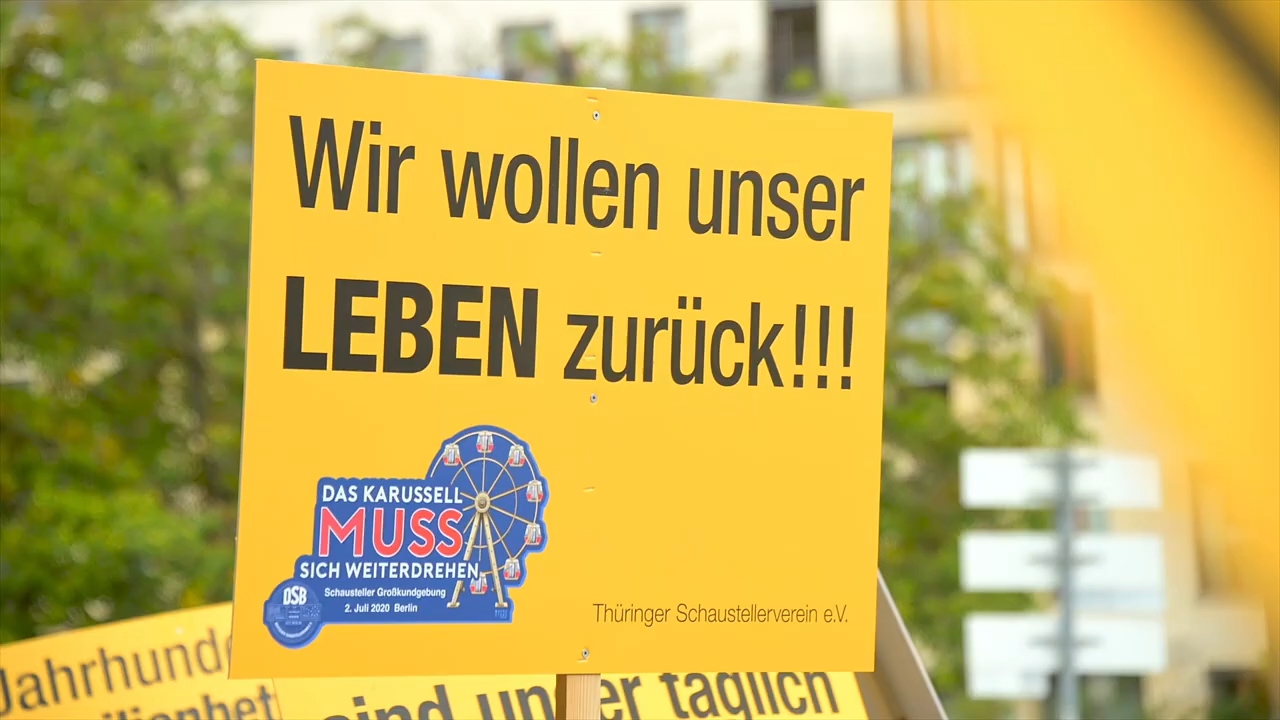 Wir wollen unser
LEBEN zurück!!!
DAS KARUSSELL
MUSS
SICH WEITERDREHEN
Schausteller Großkundgebung
2. Juli 2020 Berlin
DSB
Thüringer Schaustellerverein e.V.
täglich